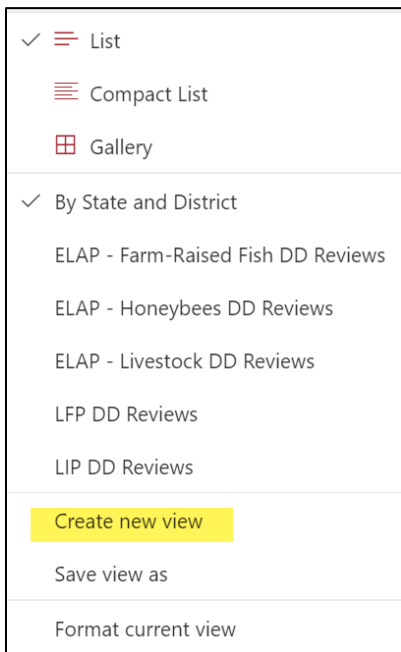 List
Compact List
Gallery
By State and District
ELAP - Farm-Raised Fish DD Reviews
ELAP - Honeybees DD Reviews
ELAP - Livestock DD Reviews
LFP DD Reviews
LIP DD Reviews
Create new view
Save view as
Format current view